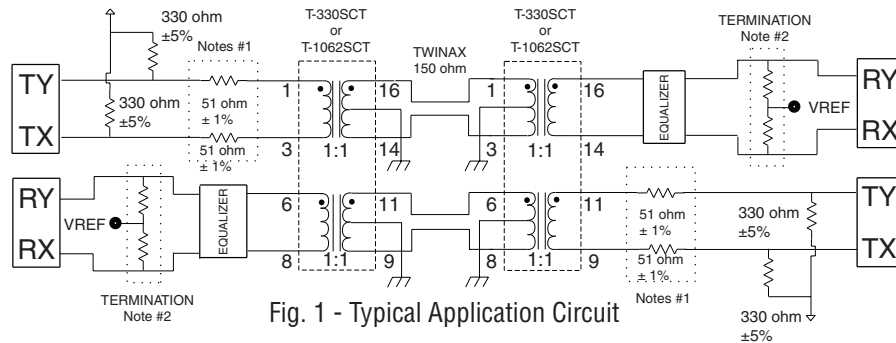 330 ohm
±5%
Notes #1
T-330SCT
or
T-1062SCT
TWINAX
150 ohm
T-330SCT
or
T-1062SCT
TERMINATION
Note #2
TY
TX
330 ohm
±5%
51 ohm
± 1%
51 ohm
± 1%
1
3
16
14
1:1
1
3
16
14
1:1
EQUALIZER
VREF
RY
RX
RY
RX
VREF
EQUALIZER
6
8
11
9
1:1
6
8
11
9
1:1
51 ohm
± 1%
51 ohm
± 1%
330 ohm
±5%
TY
TX
TERMINATION
Note #2
Notes #1
330 ohm
±5%
Fig. 1 - Typical Application Circuit